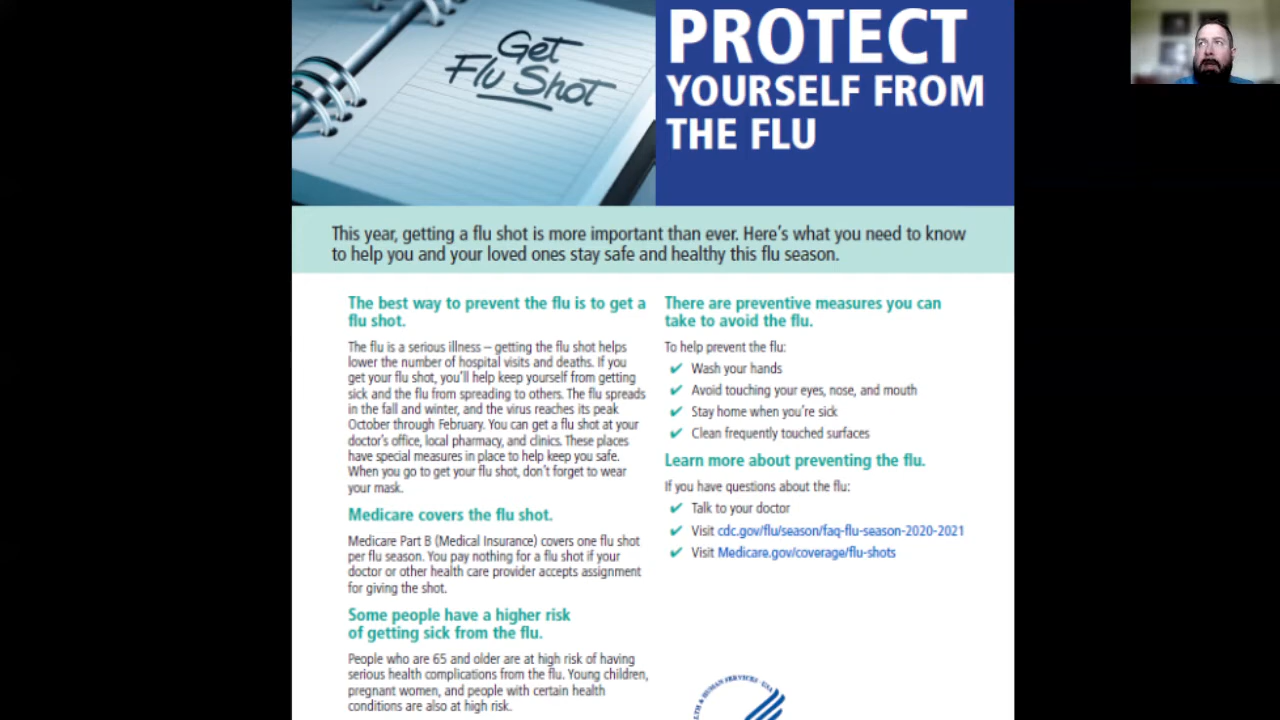 Get
Flu Shot
PROTECT
YOURSELF FROM
THE FLU
This year, getting a flu shot is more important than ever. Here's what you need to know
to help you and your loved ones stay safe and healthy this flu season.
The best way to prevent the flu is to get a
flu shot.
The flu is a serious illness – getting the flu shot helps
lower the number of hospital visits and deaths. If you
get your flu shot, you'll help keep yourself from getting
sick and the flu from spreading to others. The flu spreads
in the fall and winter, and the virus reaches its peak
October through February. You can get a flu shot at your
doctor's office, local pharmacy, and clinics. These places
have special measures in place to help keep you safe.
When you go to get your flu shot, don't forget to wear
your mask.
Medicare covers the flu shot.
Medicare Part B (Medical Insurance) covers one flu shot
per flu season. You pay nothing for a flu shot if your
doctor or other health care provider accepts assignment
for giving the shot.
Some people have a higher risk
of getting sick from the flu.
People who are 65 and older are at high risk of having
serious health complications from the flu. Young children,
pregnant women, and people with certain health
conditions are also at high risk.
There are preventive measures you can
take to avoid the flu.
To help prevent the flu:
✔ Wash your hands
✔ Avoid touching your eyes, nose, and mouth
✔ Stay home when you're sick
✔ Clean frequently touched surfaces
Learn more about preventing the flu.
If you have questions about the flu:
✔ Talk to your doctor
✔ Visit cdc.gov/flu/season/faq-flu-season-2020-2021
✔ Visit Medicare.gov/coverage/flu-shots
& HUMAN SERVICES · USA